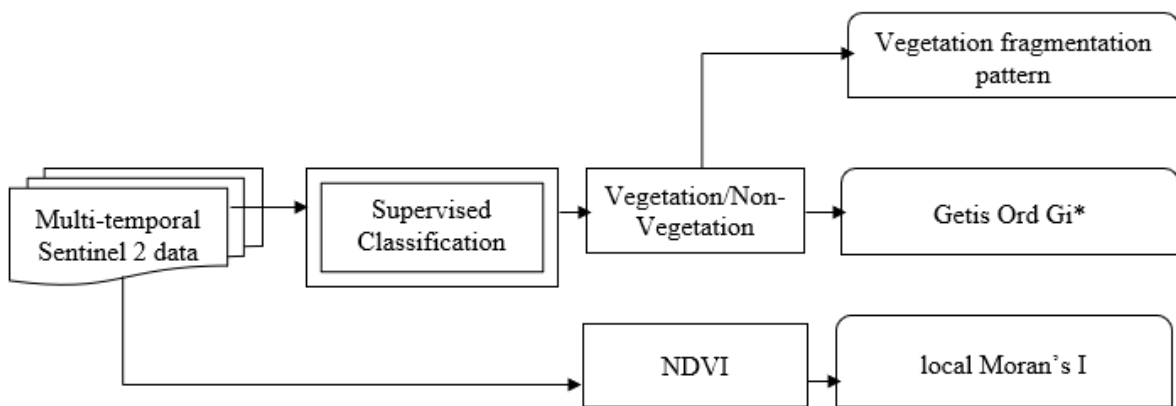 Vegetation fragmentation
pattern
Multi-temporal
Sentinel 2 data
Supervised
Classification
Vegetation/Non-
Vegetation
Getis Ord Gi*
NDVI
local Moran’s I